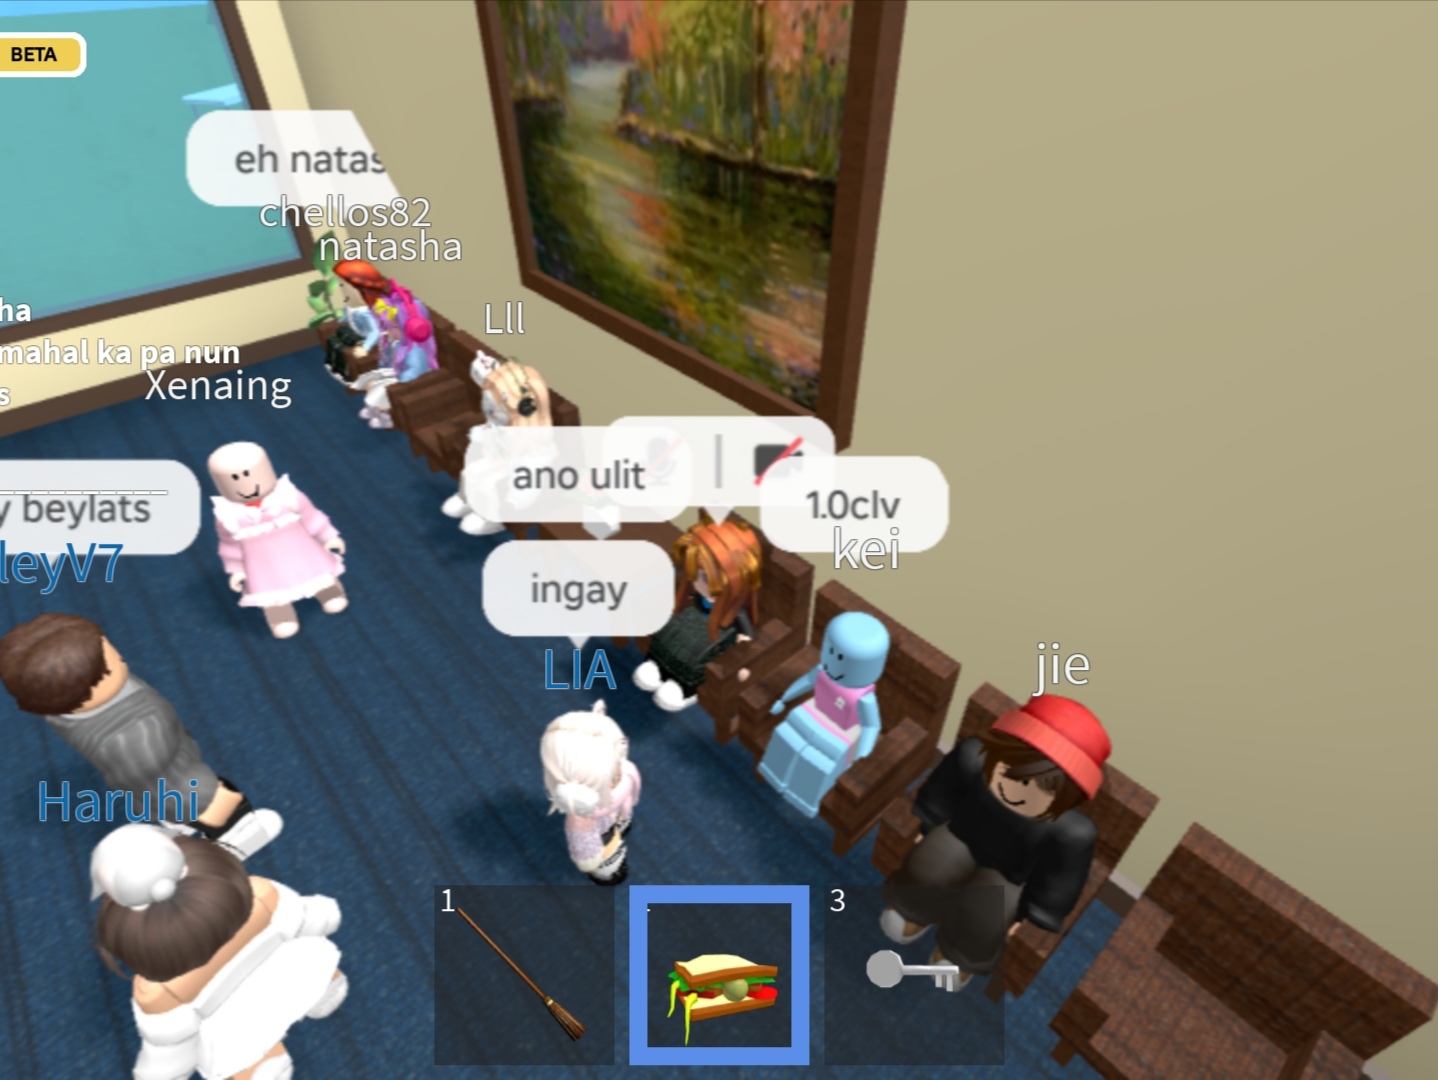 BETA
eh natas
chellos82
natasha
Lll
ha
mahal ka pa nun
s
Xenaing
ano ulit
1.0clv
y beylats
kei
leyV7
ingay
LIA
jie
Haruhi
1
3